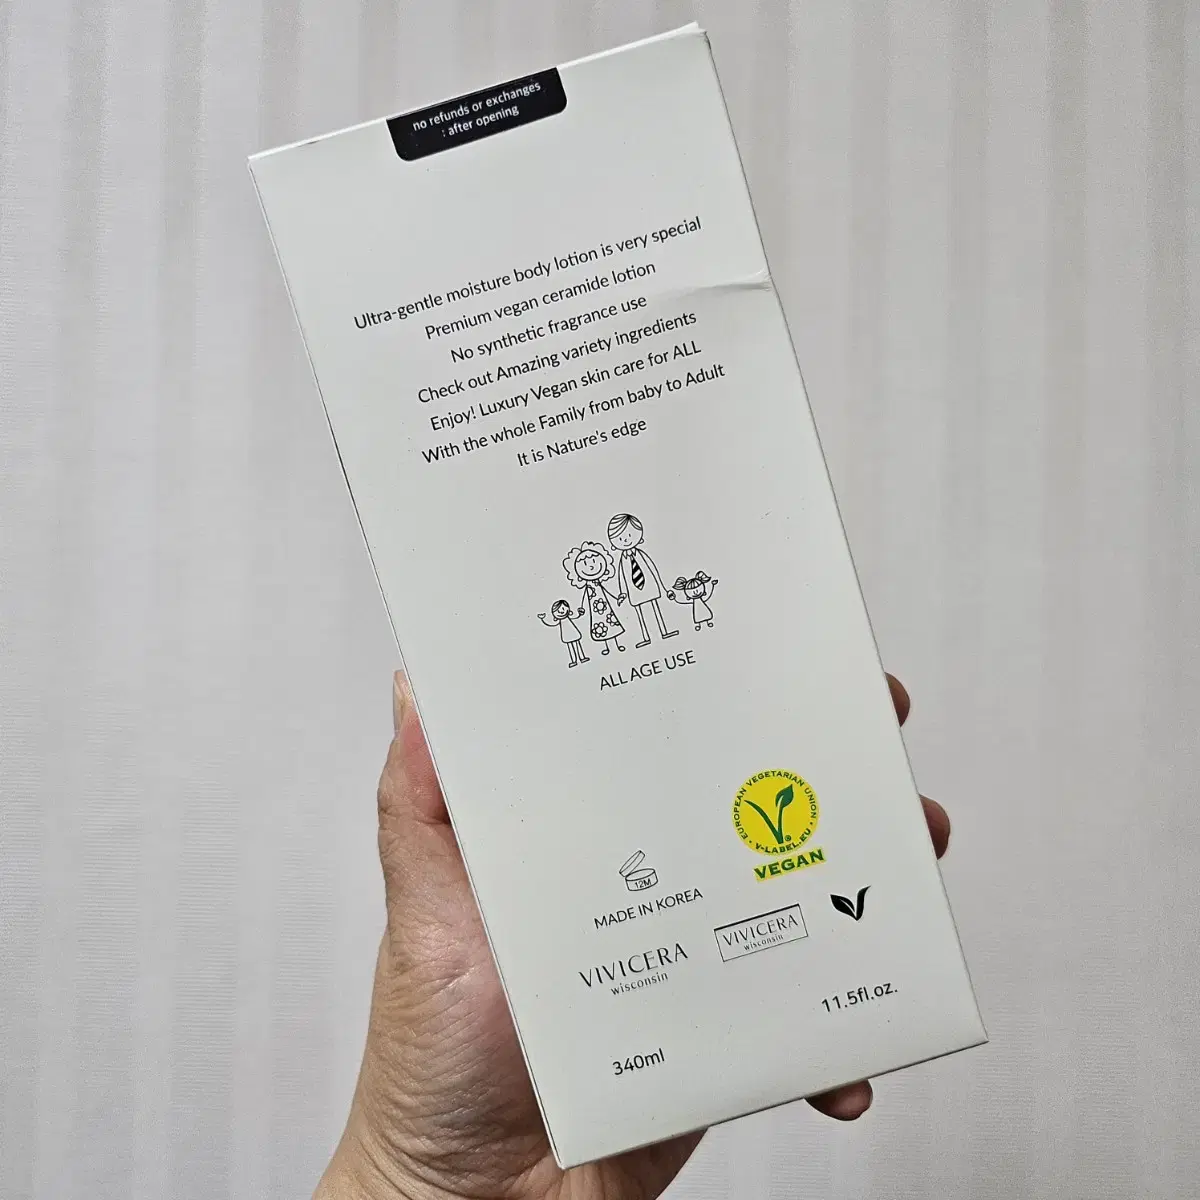 no refunds or exchanges
: after opening
Ultra-gentle moisture body lotion is very special
Premium vegan ceramide lotion
No synthetic fragrance use
Check out Amazing variety ingredients
Enjoy! Luxury Vegan skin care for ALL
With the whole Family from baby to Adult
It is Nature's edge
ALL AGE USE
EUROPEAN VEGETARIAN UNION
V-LABEL.EU
®
VEGAN
12M
MADE IN KOREA
VIVICERA
wisconsin
VIVICERA
wisconsin
340ml
11.5fl.oz.